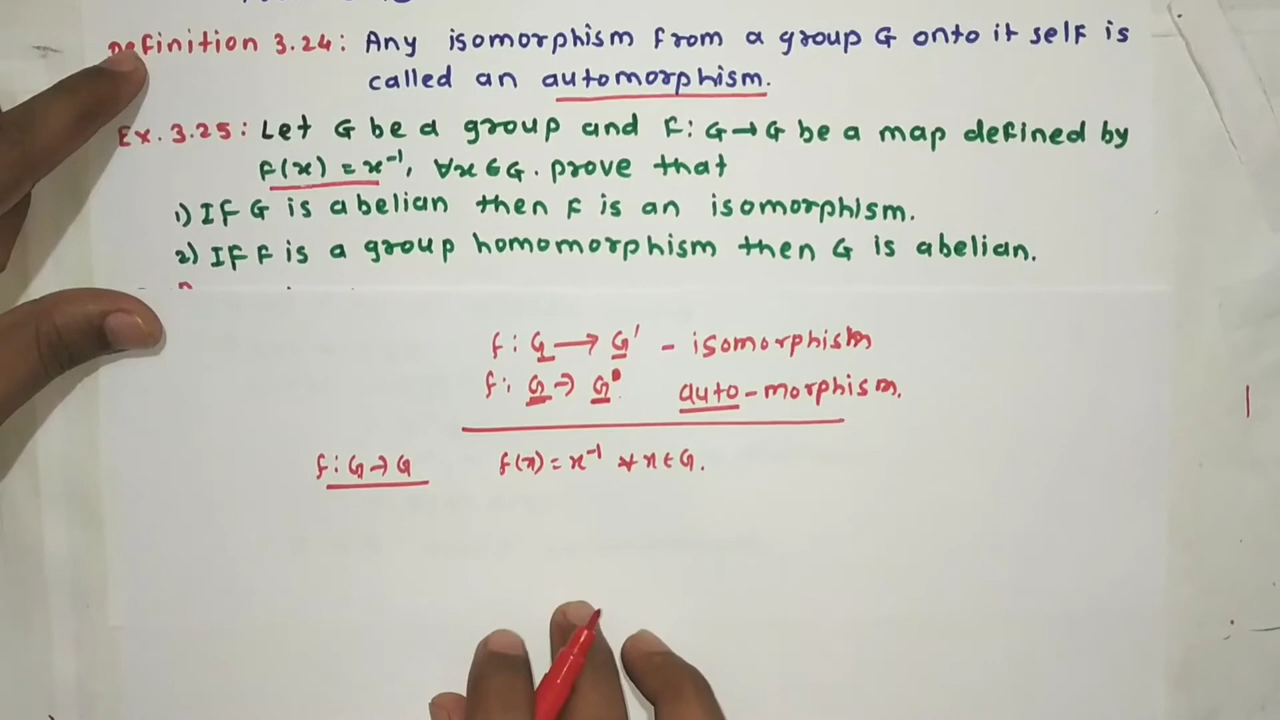 Definition 3.24: Any isomorphism from a group G onto it self is
called an automorphism.
Ex. 3.25: Let G be a group and F: G→G be a map defined by
F(x) = x⁻¹, ∀x∈G. prove that
1) If G is abelian then F is an isomorphism.
2) If F is a group homomorphism then G is abelian.
f: G → G' - isomorphism
f: G → G auto-morphism.
f: G→G f(x) = x⁻¹ ∀ x∈G.